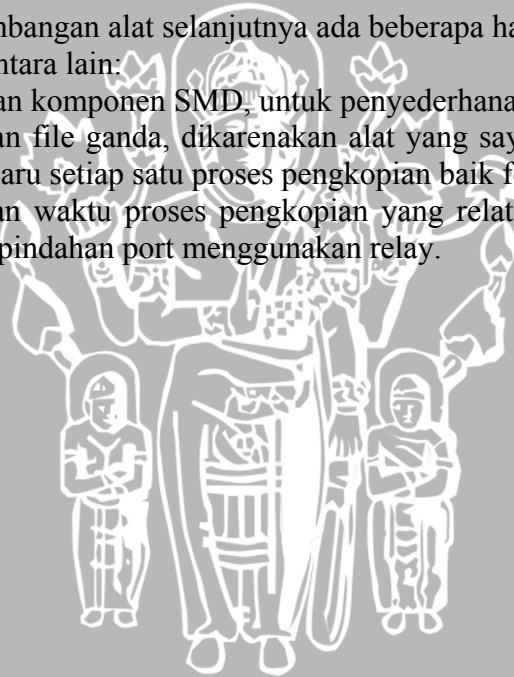 mbangan alat selanjutnya ada beberapa ha
ntara lain:
an komponen SMD, untuk penyederhana
an file ganda, dikarenakan alat yang say
aru setiap satu proses pengkopian baik fo
an waktu proses pengkopian yang relat
pindahan port menggunakan relay.